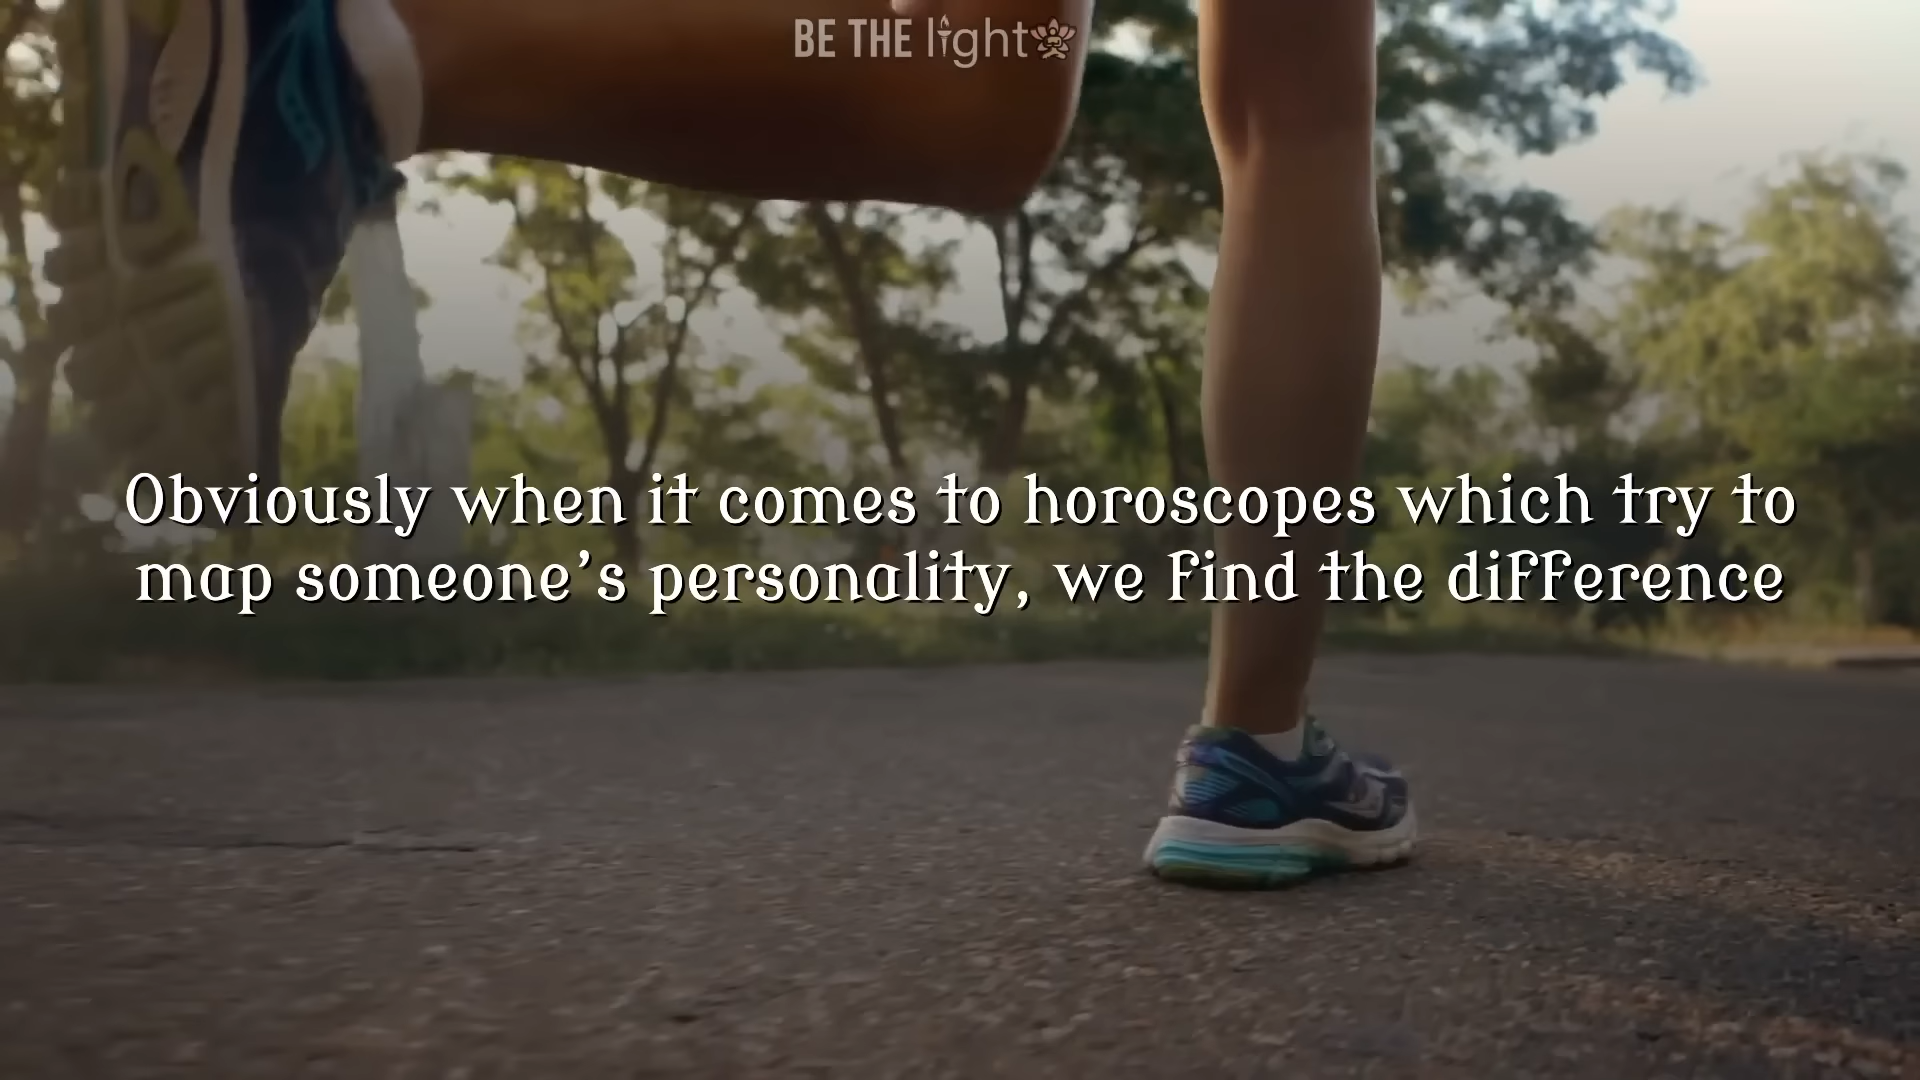 BE THE light
Obviously when it comes to horoscopes which try to
map someone's personality, we find the difference